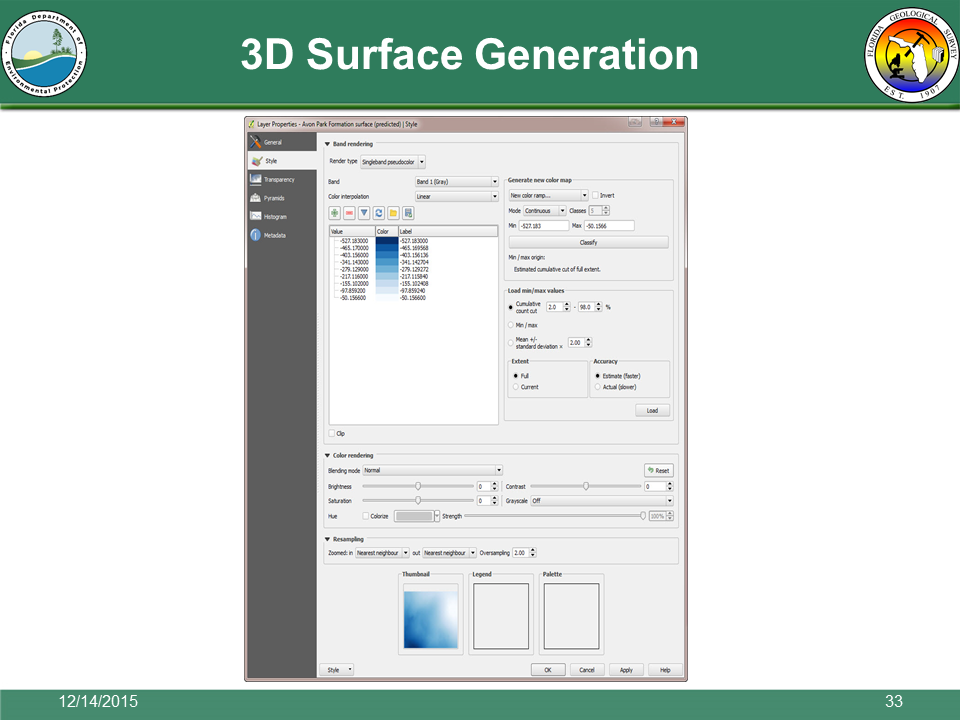 Florida Department of Environmental Protection
3D Surface Generation
FLORIDA GEOLOGICAL SURVEY
EST. 1907
Layer Properties - Avon Park Formation surface (predicted) | Style
General
Style
Transparency
Pyramids
Histogram
Metadata
Band rendering
Render type Singleband pseudocolor
Band Band 1 (Gray)
Color interpolation Linear
Value Color Label
-527.183000 -527.183000
-465.170000 -465.169568
-403.156000 -403.156136
-341.143000 -341.142704
-279.129000 -279.129272
-217.116000 -217.115840
-155.102000 -155.102408
-97.859200 -97.859240
-50.156600 -50.156600
Clip
Generate new color map
New color ramp... Invert
Mode Continuous Classes 5
Min -527.183 Max -50.1566
Classify
Min / max origin:
Estimated cumulative cut of full extent.
Load min/max values
Cumulative
count cut 2.0 - 98.0 %
Min / max
Mean +/-
standard deviation × 2.00
Extent
Full
Current
Accuracy
Estimate (faster)
Actual (slower)
Load
Color rendering
Blending mode Normal Reset
Brightness 0 Contrast 0
Saturation 0 Grayscale Off
Hue Colorize Strength 100%
Resampling
Zoomed: in Nearest neighbour out Nearest neighbour Oversampling 2.00
Thumbnail Legend Palette
Style OK Cancel Apply Help
12/14/2015 33